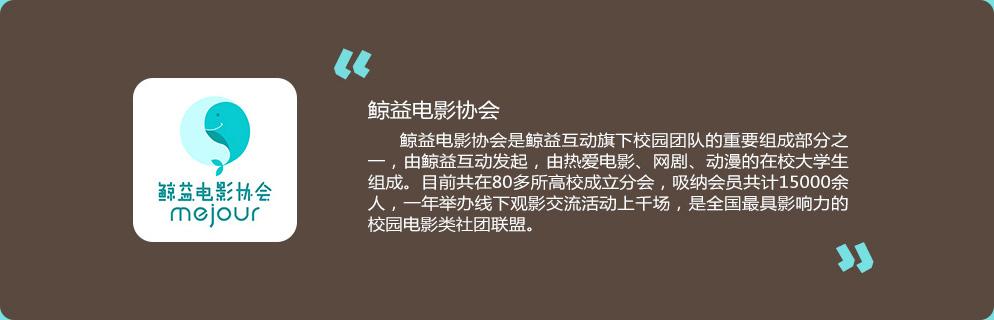 鲸益电影协会
mejour
鲸益电影协会
鲸益电影协会是鲸益互动旗下校园团队的重要组成部分之
一，由鲸益互动发起，由热爱电影、网剧、动漫的在校大学生
组成。目前共在80多所高校成立分会，吸纳会员共计15000余
人，一年举办线下观影交流活动上千场，是全国最具影响力的
校园电影类社团联盟。